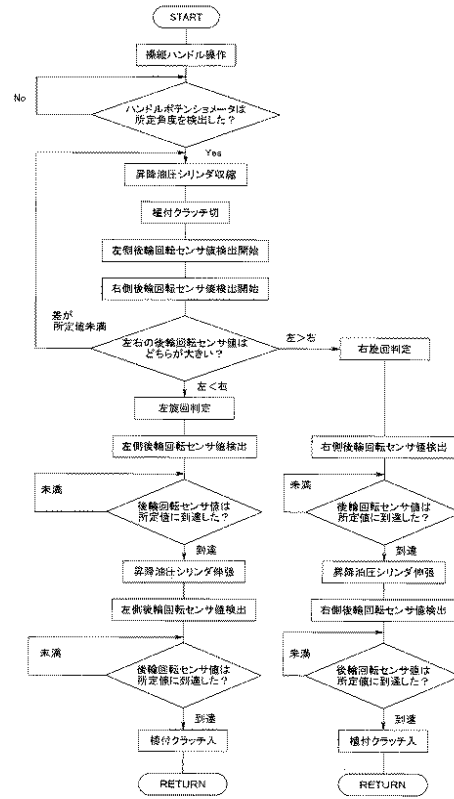 START
操縦ハンドル操作
No
ハンドルポテンショメータは
所定角度を検出した？
Yes
昇降油圧シリンダ収縮
植付クラッチ切
左側後輪回転センサ値検出開始
右側後輪回転センサ値検出開始
差が
所定値未満
左右の後輪回転センサ値は
どちらが大きい？
左＞右
右旋回判定
左＜右
左旋回判定
左側後輪回転センサ値検出
右側後輪回転センサ値検出
未満
後輪回転センサ値は
所定値に到達した？
未満
後輪回転センサ値は
所定値に到達した？
到達
到達
昇降油圧シリンダ伸張
昇降油圧シリンダ伸張
左側後輪回転センサ値検出
右側後輪回転センサ値検出
未満
後輪回転センサ値は
所定値に到達した？
未満
後輪回転センサ値は
所定値に到達した？
到達
到達
植付クラッチ入
植付クラッチ入
RETURN
RETURN